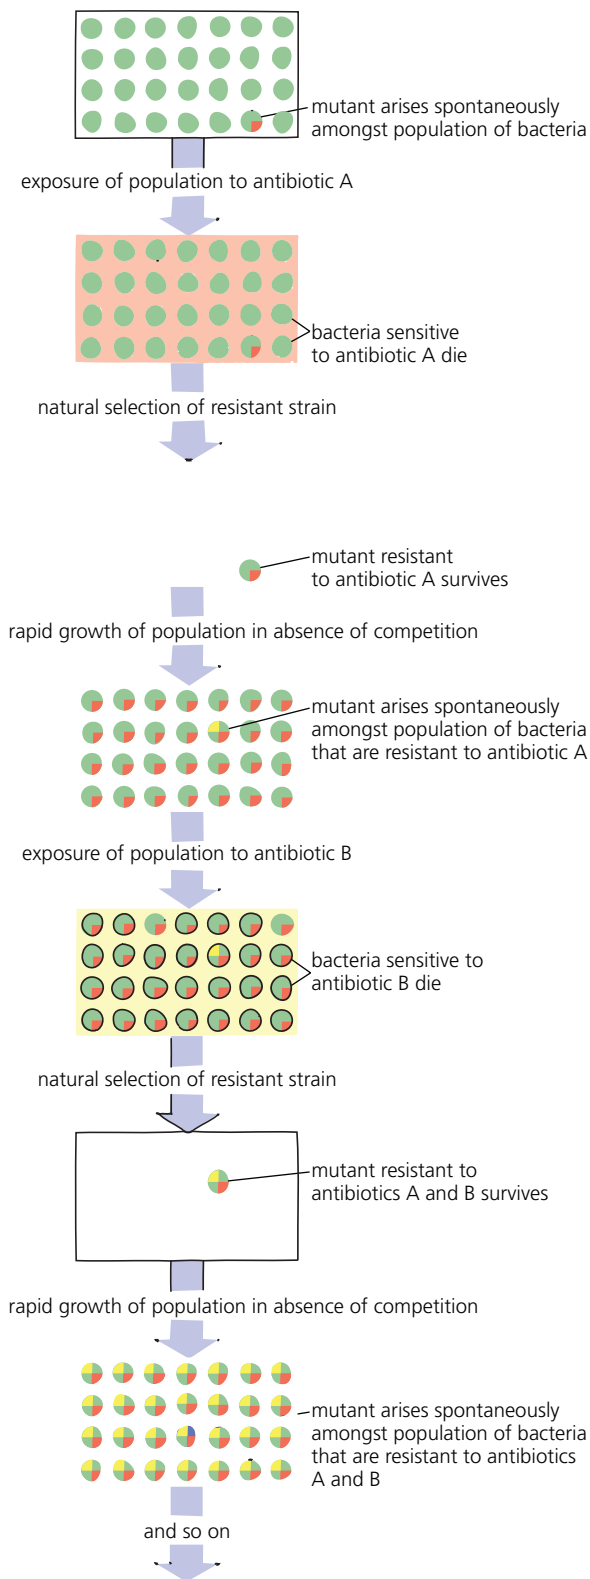 mutant arises spontaneously
amongst population of bacteria
exposure of population to antibiotic A
bacteria sensitive
to antibiotic A die
natural selection of resistant strain
mutant resistant
to antibiotic A survives
rapid growth of population in absence of competition
mutant arises spontaneously
amongst population of bacteria
that are resistant to antibiotic A
exposure of population to antibiotic B
bacteria sensitive to
antibiotic B die
natural selection of resistant strain
mutant resistant to
antibiotics A and B survives
rapid growth of population in absence of competition
mutant arises spontaneously
amongst population of bacteria
that are resistant to antibiotics
A and B
and so on